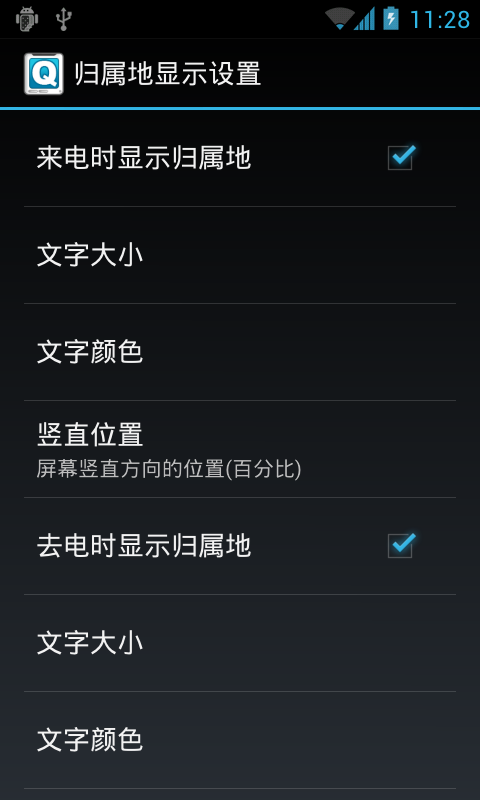 11:28
Q 归属地显示设置
来电时显示归属地
文字大小
文字颜色
竖直位置
屏幕竖直方向的位置(百分比)
去电时显示归属地
文字大小
文字颜色